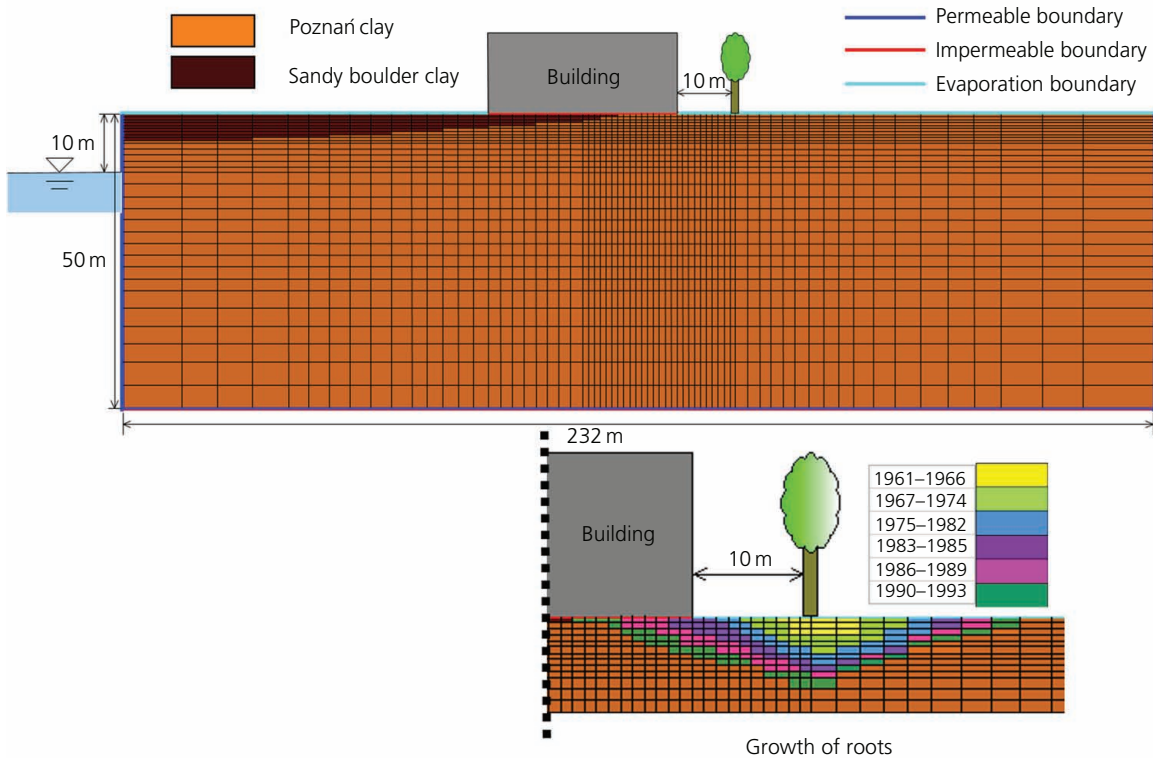 Poznań clay
Sandy boulder clay
Permeable boundary
Impermeable boundary
Evaporation boundary
Building
10 m
10 m
50 m
232 m
Building
10 m
1961–1966
1967–1974
1975–1982
1983–1985
1986–1989
1990–1993
Growth of roots